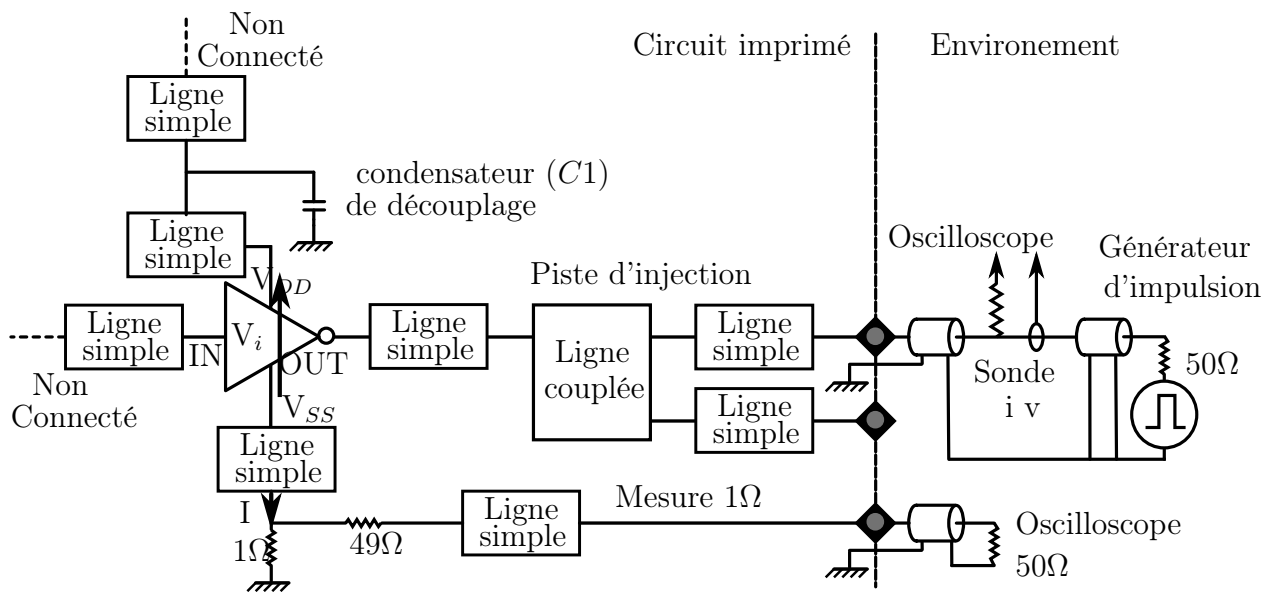 Non
Connecté
Circuit imprimé
Environement
Ligne
simple
condensateur (C1)
de découplage
Ligne
simple
Oscilloscope
Générateur
d'impulsion
V_DD
Piste d'injection
Ligne
simple
IN
V_i
OUT
Ligne
simple
Ligne
couplée
Ligne
simple
50Ω
Sonde
i v
Non
Connecté
V_SS
Ligne
simple
Ligne
simple
I
1Ω
49Ω
Ligne
simple
Mesure 1Ω
Oscilloscope
50Ω